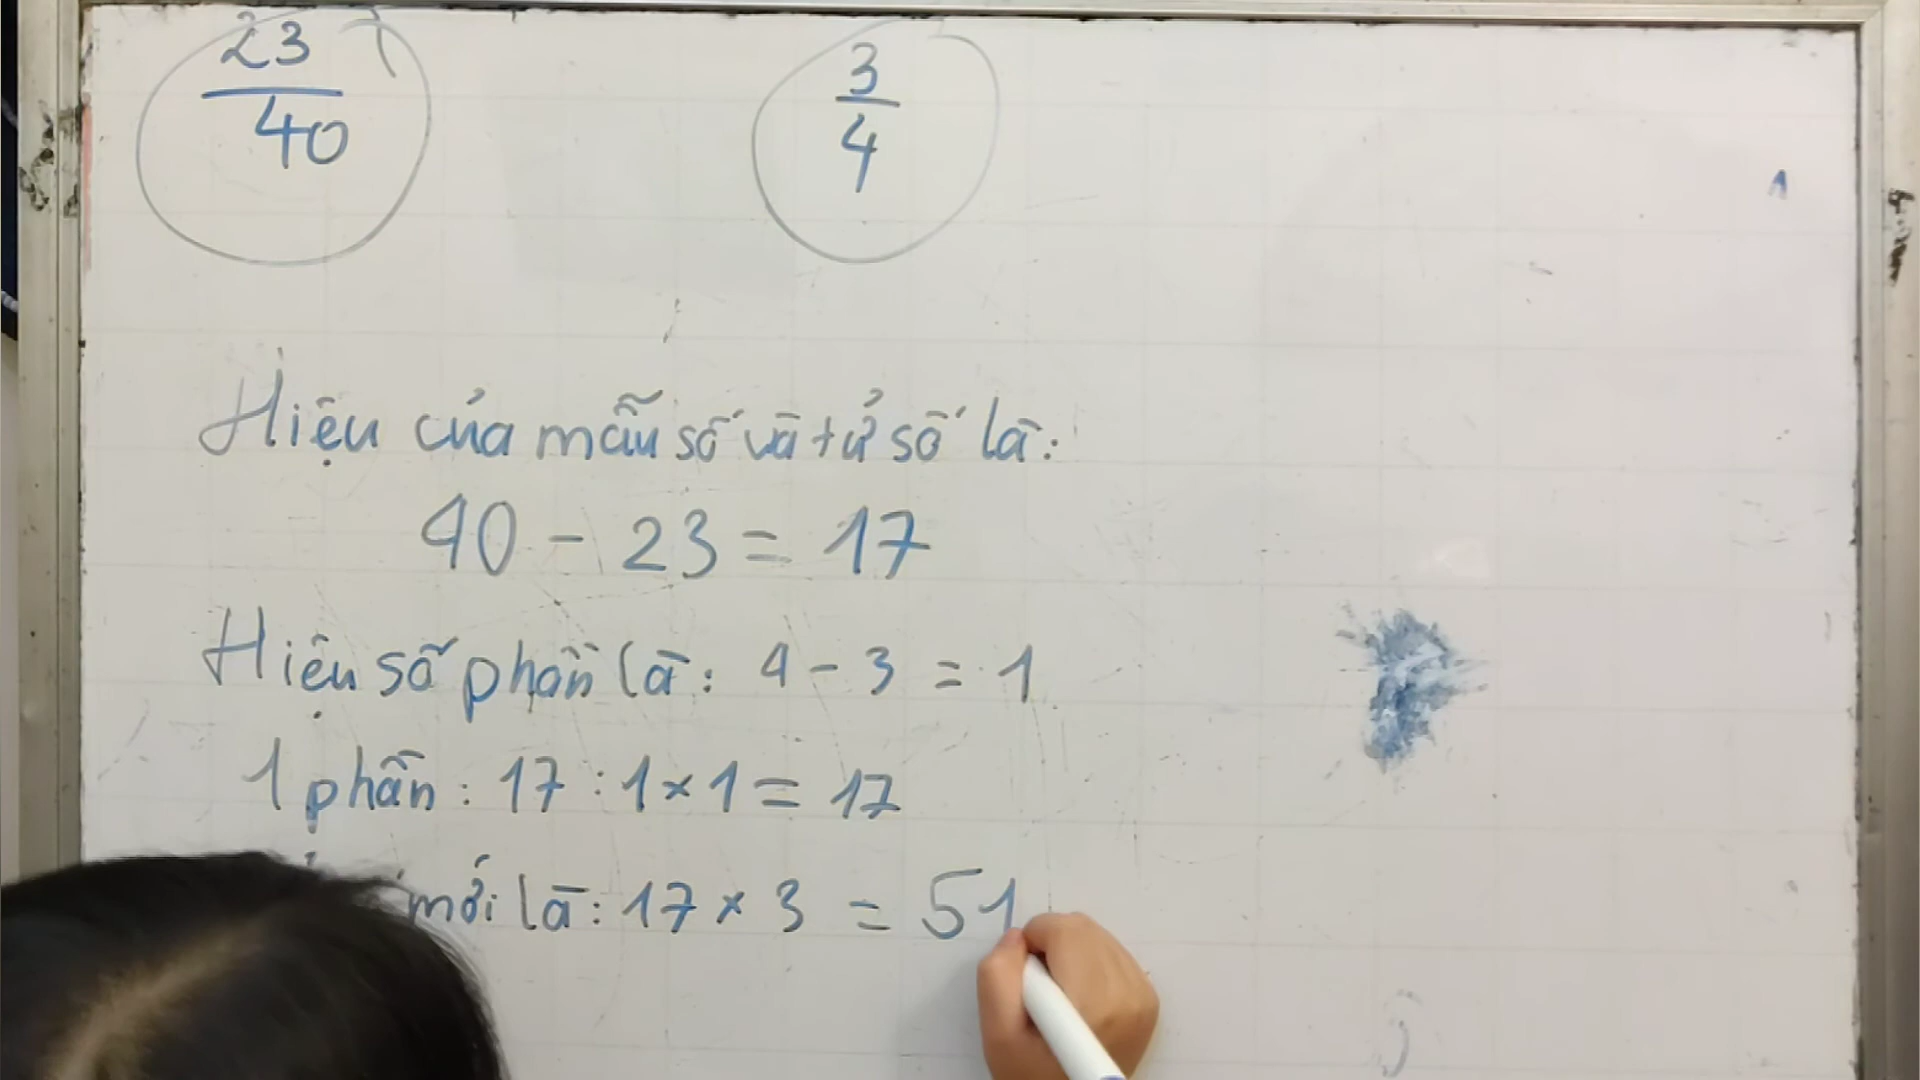 23
40
3
4
Hiệu của mẫu số và tử số là:
40 - 23 = 17
Hiệu số phần là: 4 - 3 = 1
1 phần: 17 : 1 x 1 = 17
mới là: 17 x 3 = 51